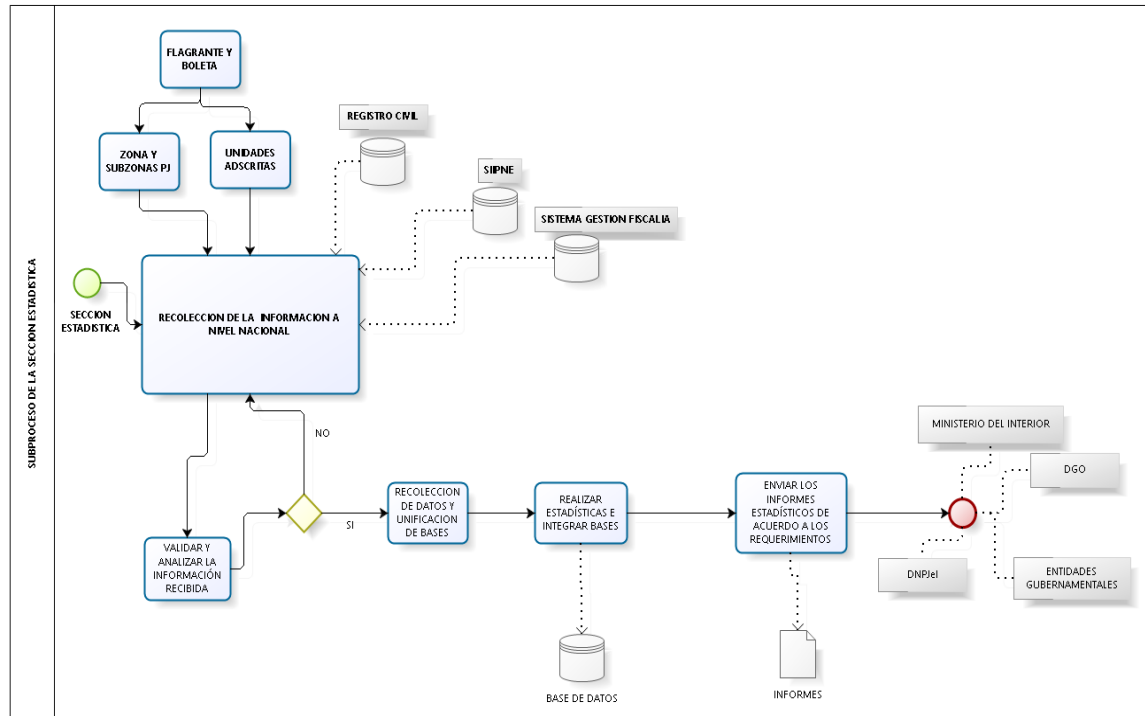 SUBPROCESO DE LA SECCION ESTADISTICA
FLAGRANTE Y
BOLETA
ZONA Y
SUBZONAS PJ
UNIDADES
ADSCRITAS
REGISTRO CIVIL
SIIPNE
SISTEMA GESTION FISCALIA
SECCION
ESTADISTICA
RECOLECCION DE LA INFORMACION A
NIVEL NACIONAL
NO
SI
VALIDAR Y
ANALIZAR LA
INFORMACIÓN
RECIBIDA
RECOLECCION
DE DATOS Y
UNIFICACION
DE BASES
REALIZAR
ESTADÍSTICAS E
INTEGRAR BASES
ENVIAR LOS
INFORMES
ESTADÍSTICOS DE
ACUERDO A LOS
REQUERIMIENTOS
MINISTERIO DEL INTERIOR
DGO
DNPJeI
ENTIDADES
GUBERNAMENTALES
BASE DE DATOS
INFORMES